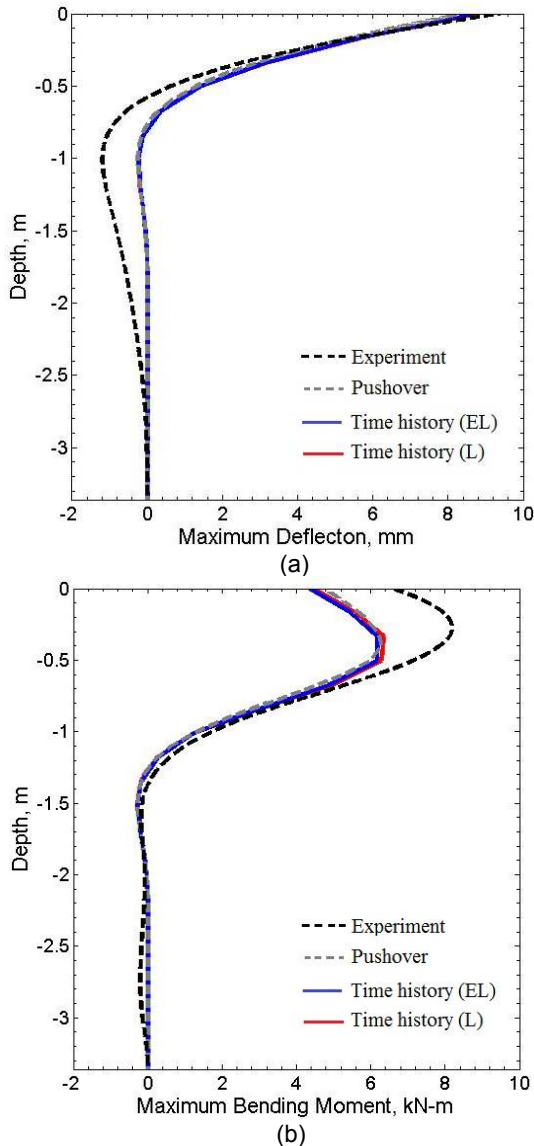 0
-0.5
-1
-1.5
-2
-2.5
-3
Depth, m
Experiment
Pushover
Time history (EL)
Time history (L)
-2 0 2 4 6 8 10
Maximum Deflecton, mm
(a)
0
-0.5
-1
-1.5
-2
-2.5
-3
Depth, m
Experiment
Pushover
Time history (EL)
Time history (L)
-2 0 2 4 6 8 10
Maximum Bending Moment, kN-m
(b)